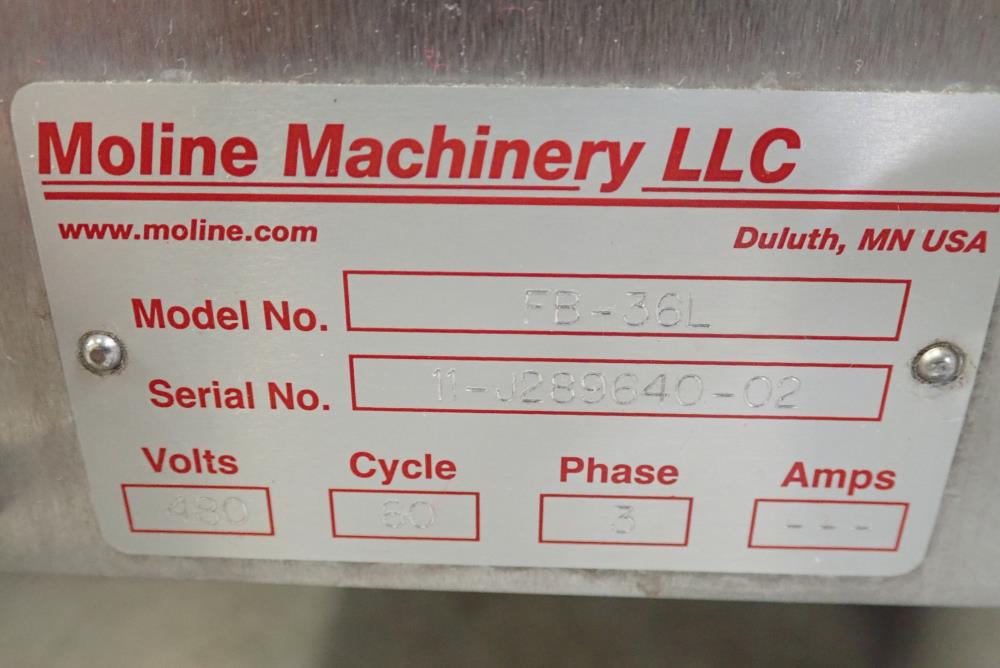 Moline Machinery LLC
www.moline.com Duluth, MN USA
Model No. FB-36L
Serial No. 11-J289640-02
Volts Cycle Phase Amps
480 60 3 ---